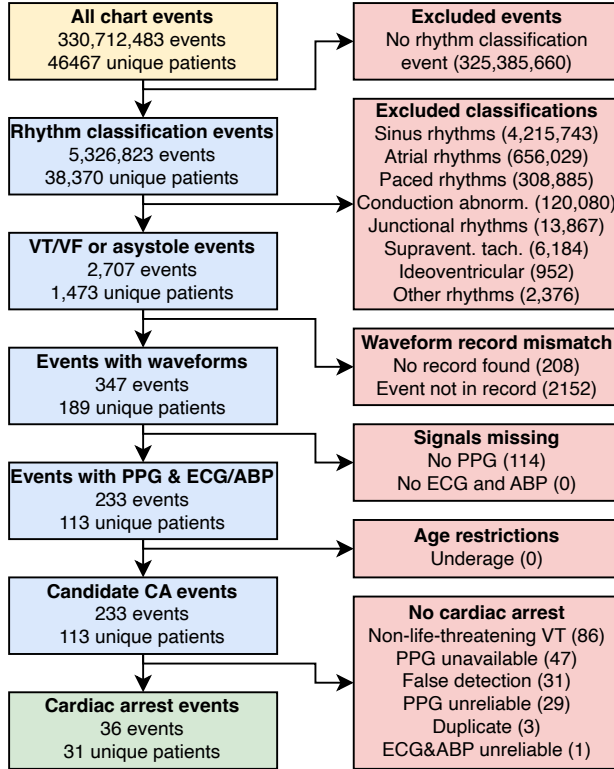 All chart events
330,712,483 events
46467 unique patients
Excluded events
No rhythm classification
event (325,385,660)
Rhythm classification events
5,326,823 events
38,370 unique patients
Excluded classifications
Sinus rhythms (4,215,743)
Atrial rhythms (656,029)
Paced rhythms (308,885)
Conduction abnorm. (120,080)
Junctional rhythms (13,867)
Supravent. tach. (6,184)
Ideoventricular (952)
Other rhythms (2,376)
VT/VF or asystole events
2,707 events
1,473 unique patients
Waveform record mismatch
No record found (208)
Event not in record (2152)
Events with waveforms
347 events
189 unique patients
Signals missing
No PPG (114)
No ECG and ABP (0)
Events with PPG & ECG/ABP
233 events
113 unique patients
Age restrictions
Underage (0)
Candidate CA events
233 events
113 unique patients
No cardiac arrest
Non-life-threatening VT (86)
PPG unavailable (47)
False detection (31)
PPG unreliable (29)
Duplicate (3)
ECG&ABP unreliable (1)
Cardiac arrest events
36 events
31 unique patients